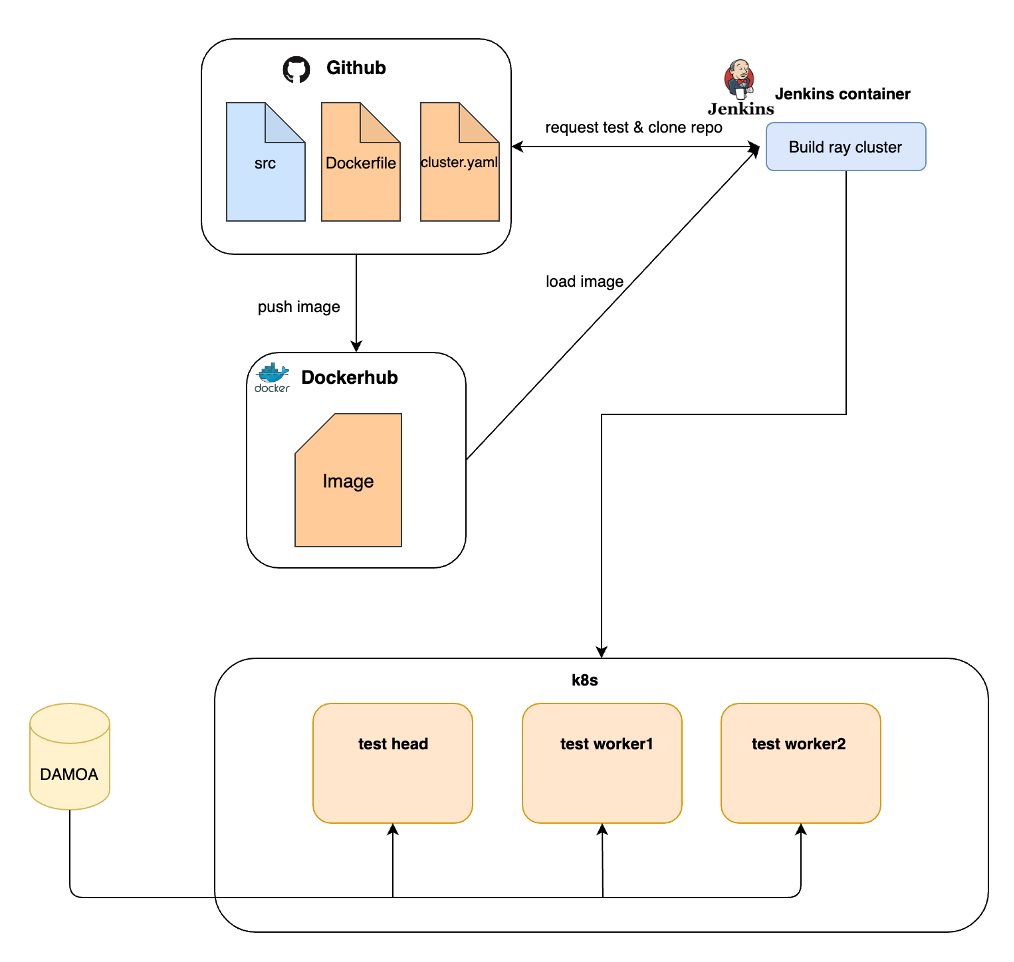 Github
src
Dockerfile
cluster.yaml
request test & clone repo
Jenkins
Jenkins container
Build ray cluster
push image
load image
docker
Dockerhub
Image
k8s
test head
test worker1
test worker2
DAMOA